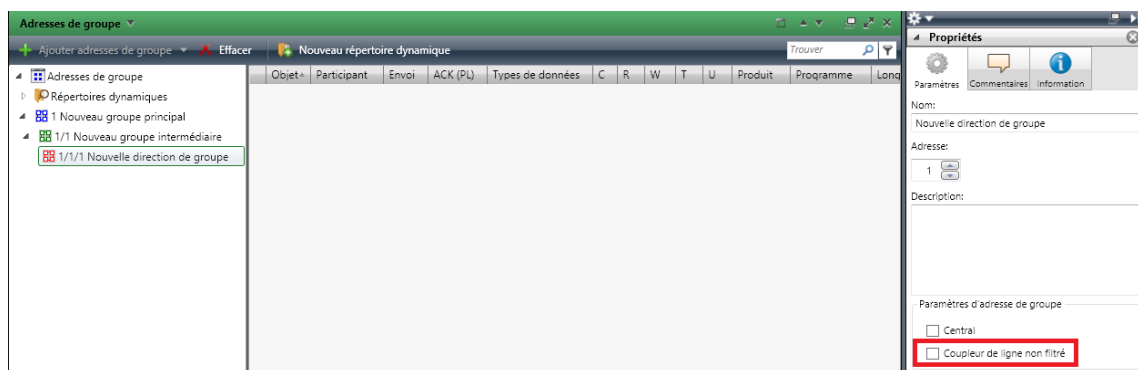 Adresses de groupe
Ajouter adresses de groupe Effacer Nouveau répertoire dynamique Trouver
Objet Participant Envoi ACK (PL) Types de données C R W T U Produit Programme Long
Adresses de groupe
Répertoires dynamiques
1 Nouveau groupe principal
1/1 Nouveau groupe intermédiaire
1/1/1 Nouvelle direction de groupe
Propriétés
Paramètres Commentaires Information
Nom:
Nouvelle direction de groupe
Adresse:
1
Description:
Paramètres d'adresse de groupe
Central
Coupleur de ligne non filtré